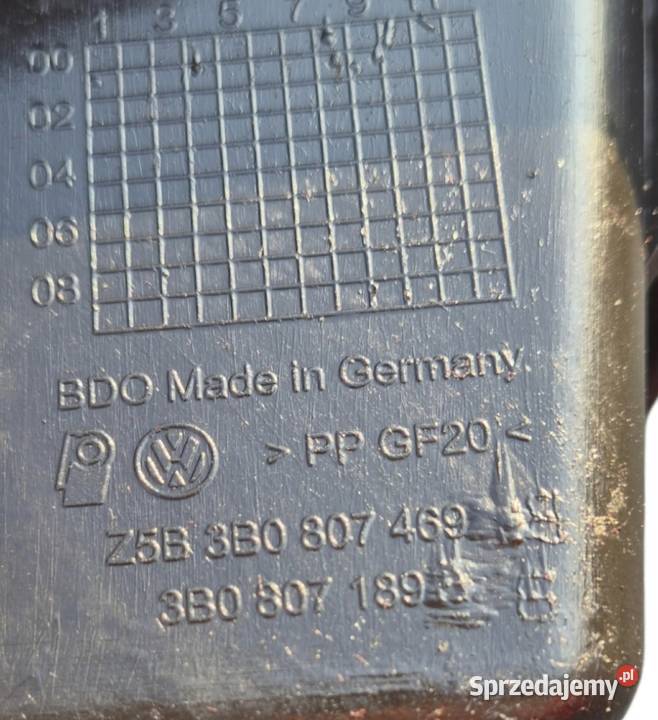 1 3 5 7 9 11
00
02
04
06
08
BDO Made in Germany
VW > PP GF20 <
Z5B 3B0 807 469
3B0 807 189
Sprzedajemy.pl